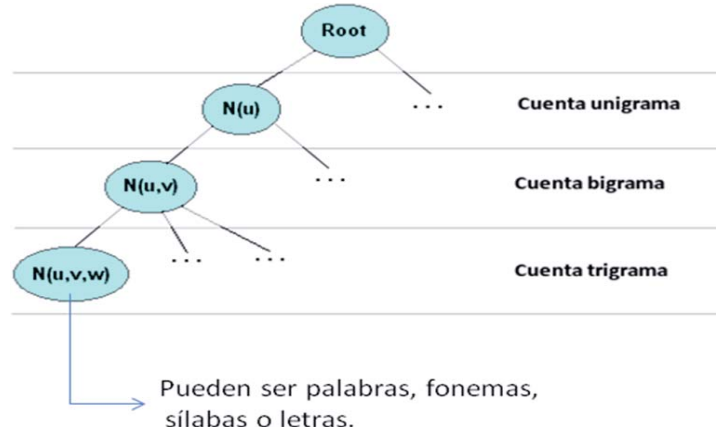 Root
N(u)
...
Cuenta unigrama
N(u,v)
...
Cuenta bigrama
N(u,v,w)
...
...
Cuenta trigrama
Pueden ser palabras, fonemas,
sílabas o letras.